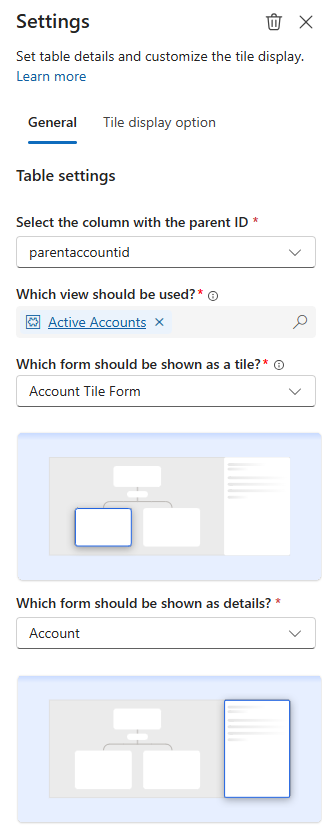 Settings
Set table details and customize the tile display.
Learn more
General Tile display option
Table settings
Select the column with the parent ID *
parentaccountid
Which view should be used?*
Active Accounts
Which form should be shown as a tile?*
Account Tile Form
Which form should be shown as details? *
Account